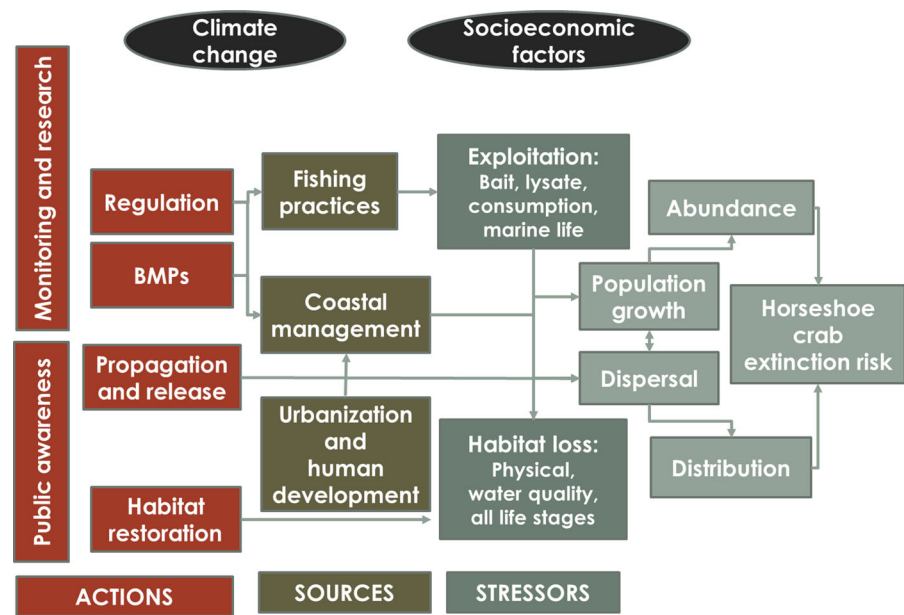 Climate
change
Socioeconomic
factors
Monitoring and research
Public awareness
Regulation
BMPs
Propagation
and release
Habitat
restoration
Fishing
practices
Coastal
management
Urbanization
and
human
development
Exploitation:
Bait, lysate,
consumption,
marine life
Habitat loss:
Physical,
water quality,
all life stages
Population
growth
Dispersal
Abundance
Distribution
Horseshoe
crab
extinction risk
ACTIONS
SOURCES
STRESSORS